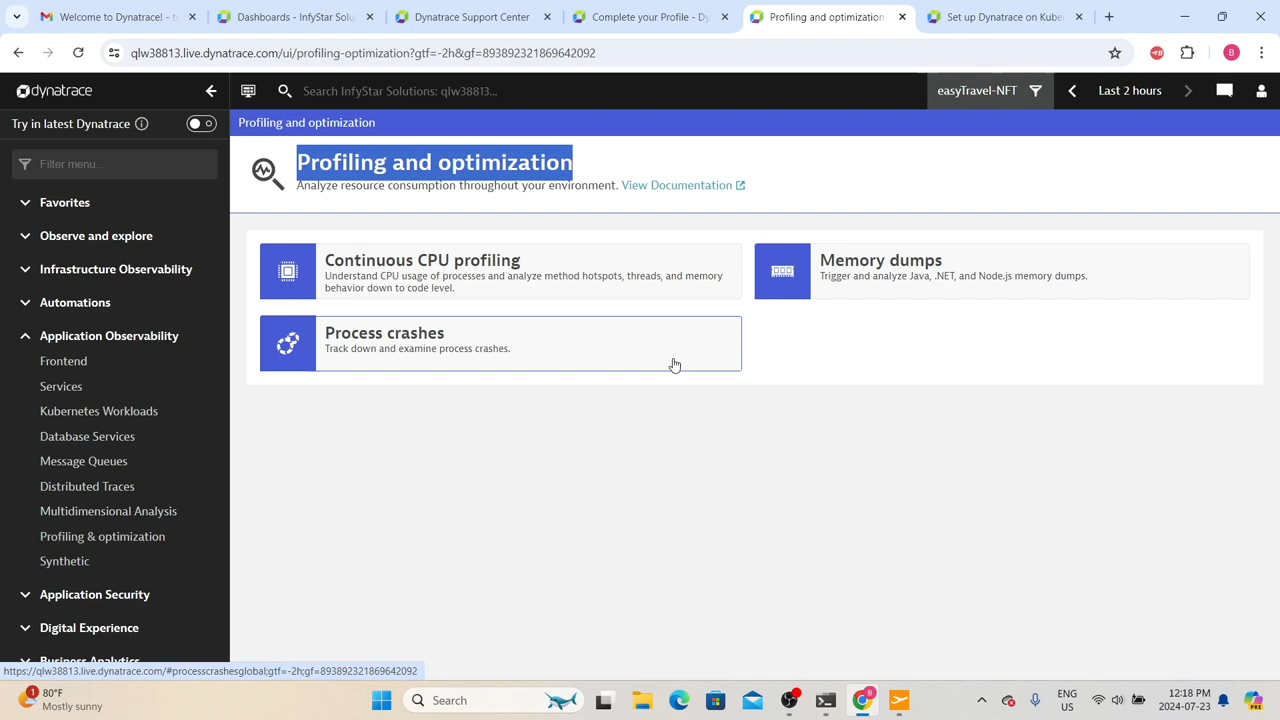 Welcome to Dynatrace! - t
Dashboards - InfyStar Solu
Dynatrace Support Center
Complete your Profile - Dy
Profiling and optimization
Set up Dynatrace on Kube
qlw38813.live.dynatrace.com/ui/profiling-optimization?gtf=-2h&gf=893892321869642092
B
dynatrace
Search InfyStar Solutions: qlw38813...
easyTravel-NFT
Last 2 hours
Try in latest Dynatrace
Profiling and optimization
Filter menu...
Profiling and optimization
Analyze resource consumption throughout your environment. View Documentation
Favorites
Observe and explore
Infrastructure Observability
Automations
Application Observability
Frontend
Services
Kubernetes Workloads
Database Services
Message Queues
Distributed Traces
Multidimensional Analysis
Profiling & optimization
Synthetic
Application Security
Digital Experience
Business Analytics
Continuous CPU profiling
Understand CPU usage of processes and analyze method hotspots, threads, and memory
behavior down to code level.
Memory dumps
Trigger and analyze Java, .NET, and Node.js memory dumps.
Process crashes
Track down and examine process crashes.
https://qlw38813.live.dynatrace.com/#processcrashesglobal;gtf=-2h;gf=893892321869642092
1
80°F
Mostly sunny
Search
B
ENG
US
12:18 PM
2024-07-23
PRE